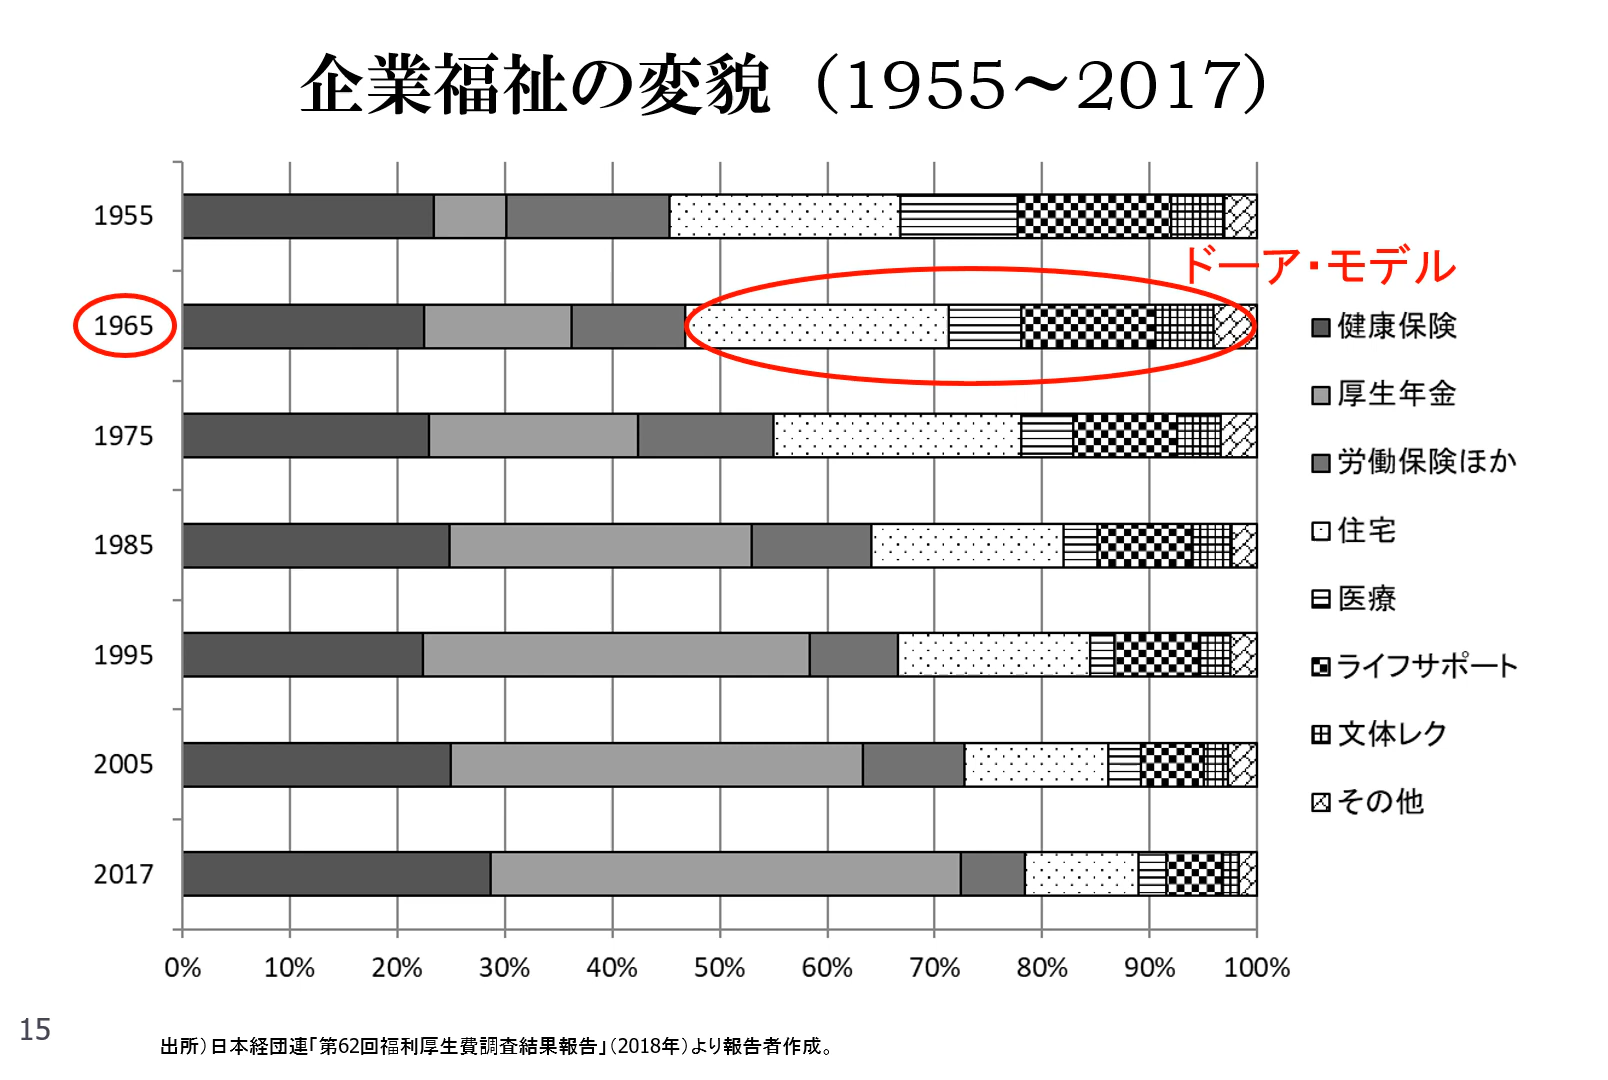 企業福祉の変貌（1955～2017）
1955
1965
1975
1985
1995
2005
2017
ドーア・モデル
健康保険
厚生年金
労働保険ほか
住宅
医療
ライフサポート
文体レク
その他
0% 10% 20% 30% 40% 50% 60% 70% 80% 90% 100%
15
出所）日本経団連「第62回福利厚生費調査結果報告」（2018年）より報告者作成。